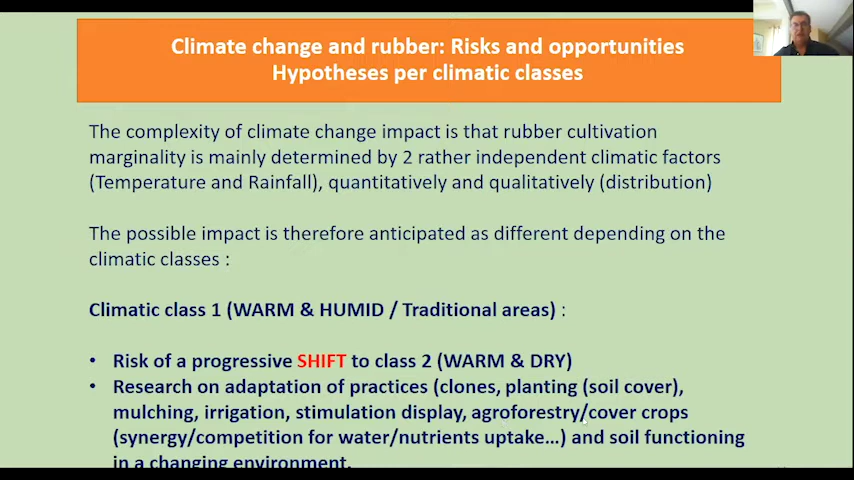 Climate change and rubber: Risks and opportunities
Hypotheses per climatic classes
The complexity of climate change impact is that rubber cultivation
marginality is mainly determined by 2 rather independent climatic factors
(Temperature and Rainfall), quantitatively and qualitatively (distribution)
The possible impact is therefore anticipated as different depending on the
climatic classes :
Climatic class 1 (WARM & HUMID / Traditional areas) :
• Risk of a progressive SHIFT to class 2 (WARM & DRY)
• Research on adaptation of practices (clones, planting (soil cover),
mulching, irrigation, stimulation display, agroforestry/cover crops
(synergy/competition for water/nutrients uptake…) and soil functioning
in a changing environment.